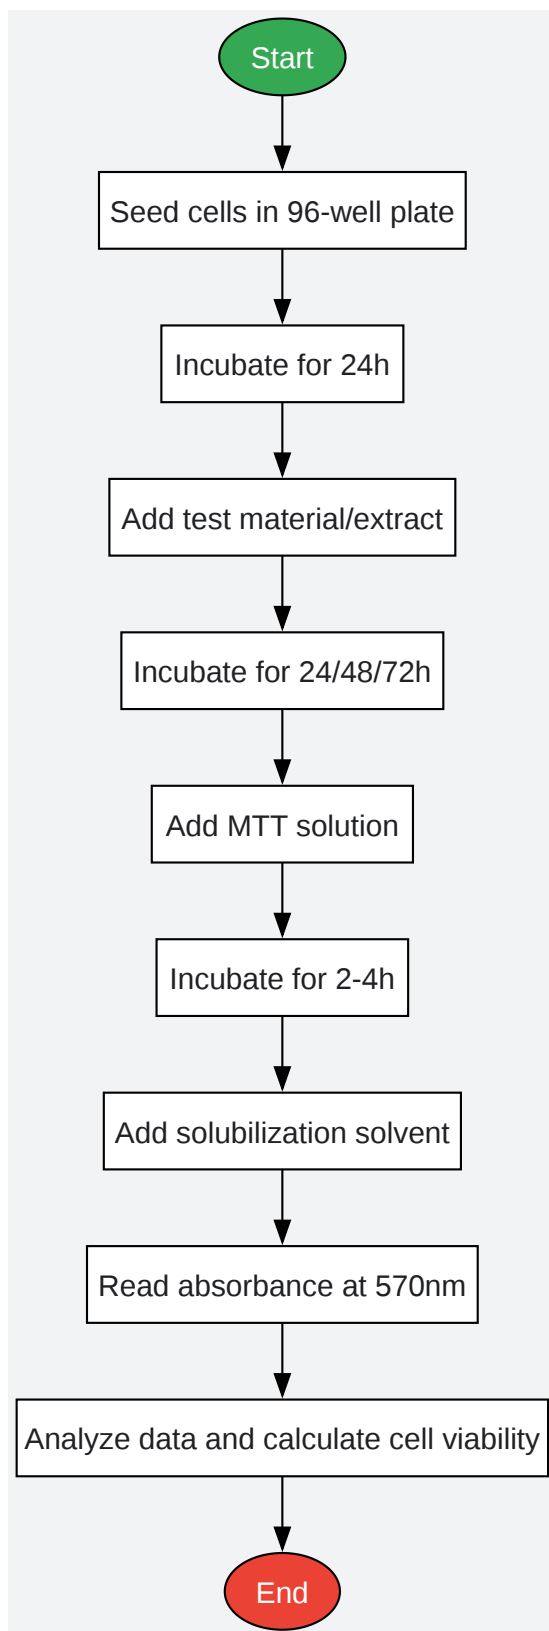 Start
Seed cells in 96-well plate
Incubate for 24h
Add test material/extract
Incubate for 24/48/72h
Add MTT solution
Incubate for 2-4h
Add solubilization solvent
Read absorbance at 570nm
Analyze data and calculate cell viability
End